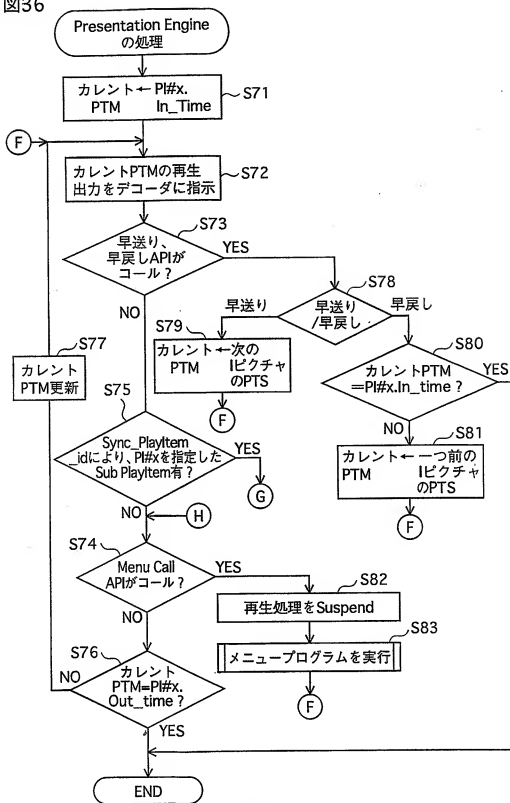 図36
Presentation Engine
の処理
カレント← PI#x.
PTM In_Time
S71
F
カレントPTMの再生
出力をデコーダに指示
S72
早送り、
早戻しAPIが
コール？
S73
YES
NO
早送り
/早戻し
S78
早送り
早戻し
S79
カレント←次の
PTM Iピクチャ
のPTS
F
S80
カレントPTM
=PI#x.In_time？
YES
NO
S81
カレント←一つ前の
PTM Iピクチャ
のPTS
F
S77
カレント
PTM更新
S75
Sync_PlayItem
_idにより、PI#xを指定した
Sub PlayItem有？
YES
G
NO
H
S74
Menu Call
APIがコール？
YES
NO
S82
再生処理をSuspend
S83
メニュープログラムを実行
F
S76
カレント
PTM=PI#x.
Out_time？
NO
YES
END